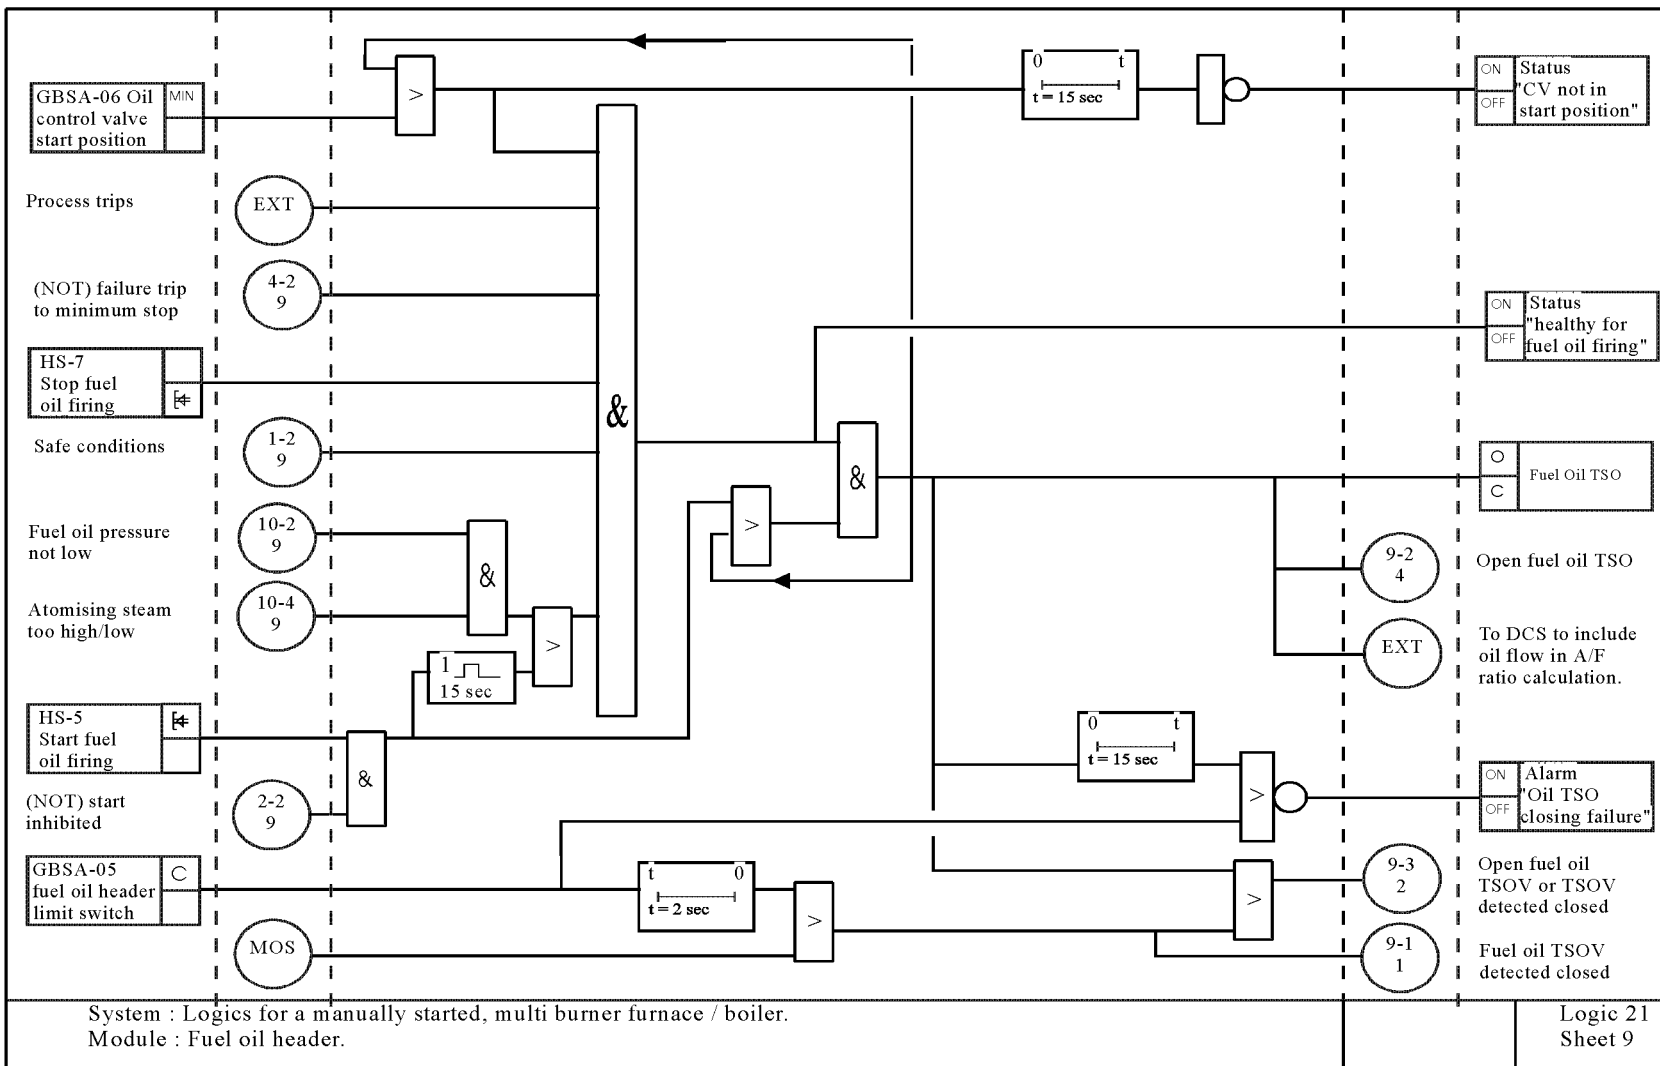 GBSA-06 Oil
control valve
start position
MIN
>
0 t
t = 15 sec
ON
OFF
Status
"CV not in
start position"
Process trips
EXT
(NOT) failure trip
to minimum stop
4-2
9
ON
OFF
Status
"healthy for
fuel oil firing"
HS-7
Stop fuel
oil firing
&
Safe conditions
1-2
9
&
O
C
Fuel Oil TSO
>
Fuel oil pressure
not low
10-2
9
&
9-2
4
Open fuel oil TSO
Atomising steam
too high/low
10-4
9
>
1
15 sec
EXT
To DCS to include
oil flow in A/F
ratio calculation.
HS-5
Start fuel
oil firing
&
0 t
t = 15 sec
>
ON
OFF
Alarm
"Oil TSO
closing failure"
(NOT) start
inhibited
2-2
9
GBSA-05
fuel oil header
limit switch
C
t 0
t = 2 sec
>
>
9-3
2
Open fuel oil
TSOV or TSOV
detected closed
MOS
9-1
1
Fuel oil TSOV
detected closed
System : Logics for a manually started, multi burner furnace / boiler.
Module : Fuel oil header.
Logic 21
Sheet 9